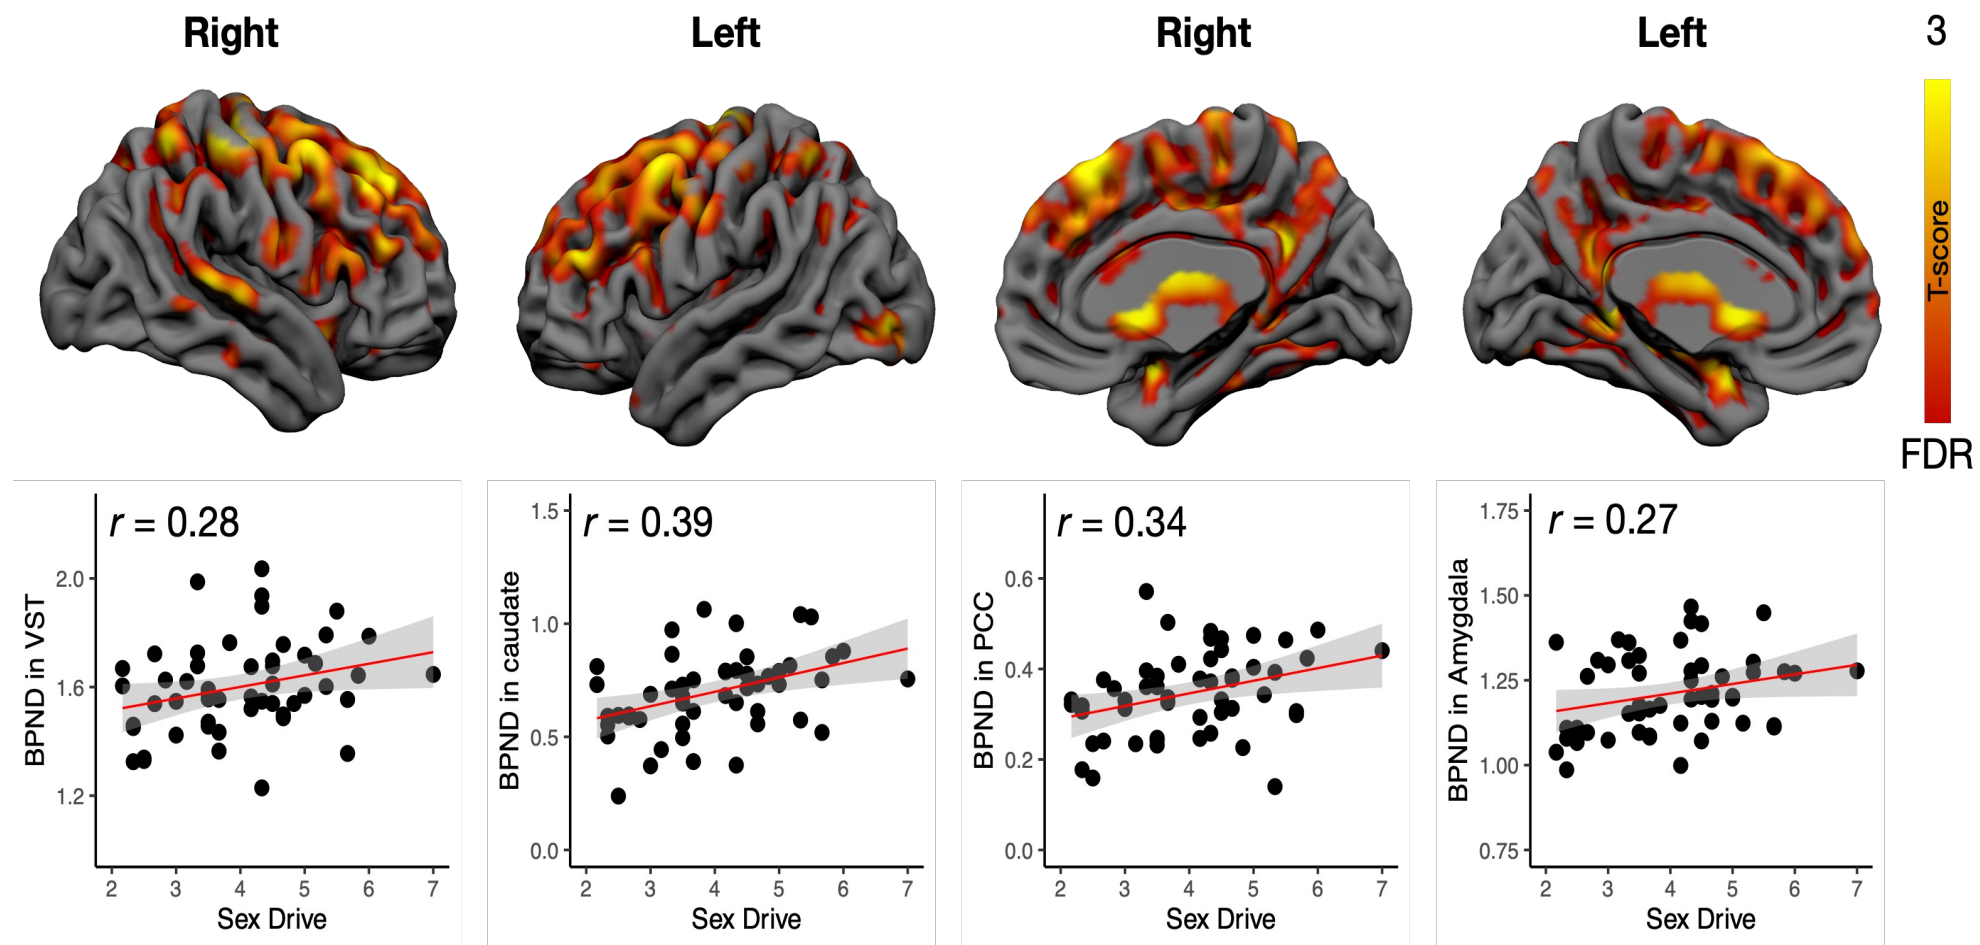 Right
Left
Right
Left
3
T-score
FDR
r = 0.28
BPND in VST
2.0
1.6
1.2
2 3 4 5 6 7
Sex Drive
r = 0.39
BPND in caudate
1.5
1.0
0.5
0.0
2 3 4 5 6 7
Sex Drive
r = 0.34
BPND in PCC
0.6
0.4
0.2
0.0
2 3 4 5 6 7
Sex Drive
r = 0.27
BPND in Amygdala
1.75
1.50
1.25
1.00
0.75
2 3 4 5 6 7
Sex Drive